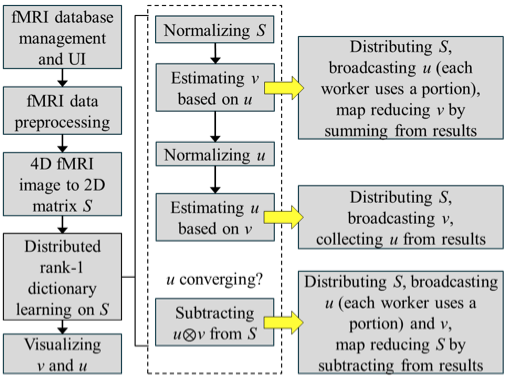 fMRI database
management
and UI
fMRI data
preprocessing
4D fMRI
image to 2D
matrix S
Distributed
rank-1
dictionary
learning on S
Visualizing
v and u
Normalizing S
Estimating v
based on u
Normalizing u
Estimating u
based on v
u converging?
Subtracting
u⊗v from S
Distributing S,
broadcasting u (each
worker uses a portion),
map reducing v by
summing from results
Distributing S,
broadcasting v,
collecting u from results
Distributing S, broadcasting
u (each worker uses a
portion) and v,
map reducing S by
subtracting from results